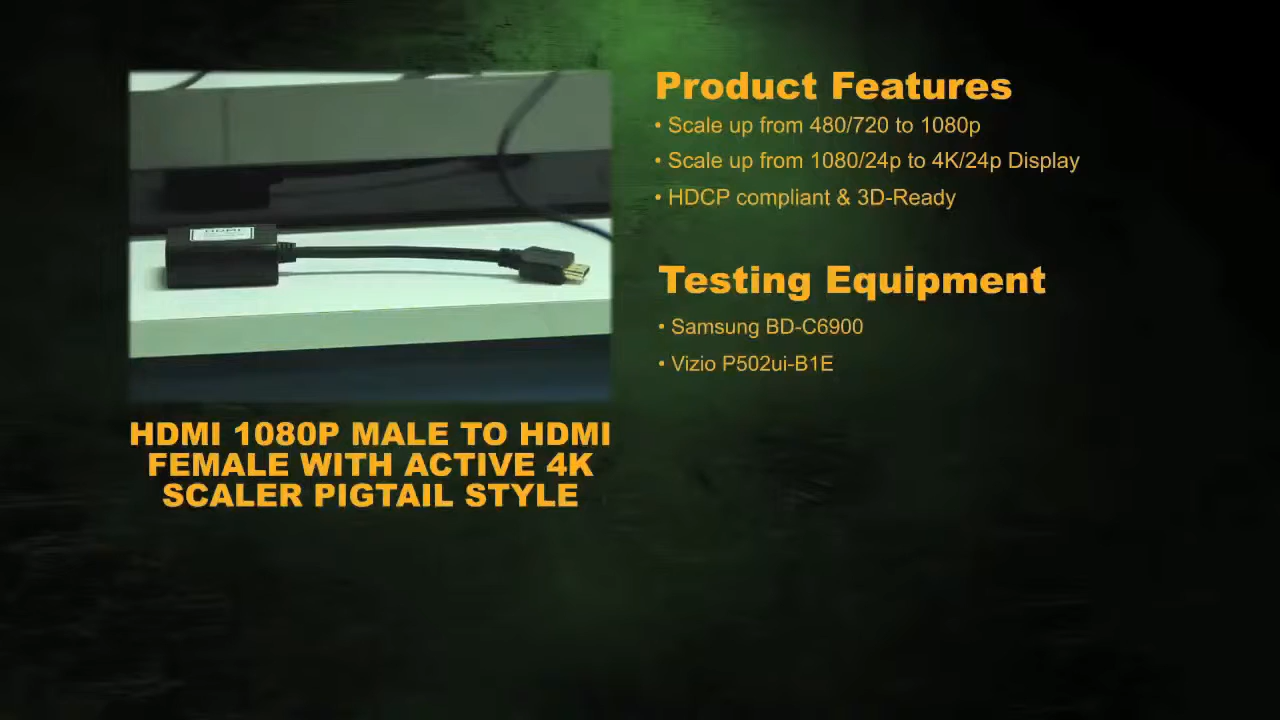 HDMI
HDMI 1080P MALE TO HDMI
FEMALE WITH ACTIVE 4K
SCALER PIGTAIL STYLE
Product Features
• Scale up from 480/720 to 1080p
• Scale up from 1080/24p to 4K/24p Display
• HDCP compliant & 3D-Ready
Testing Equipment
• Samsung BD-C6900
• Vizio P502ui-B1E